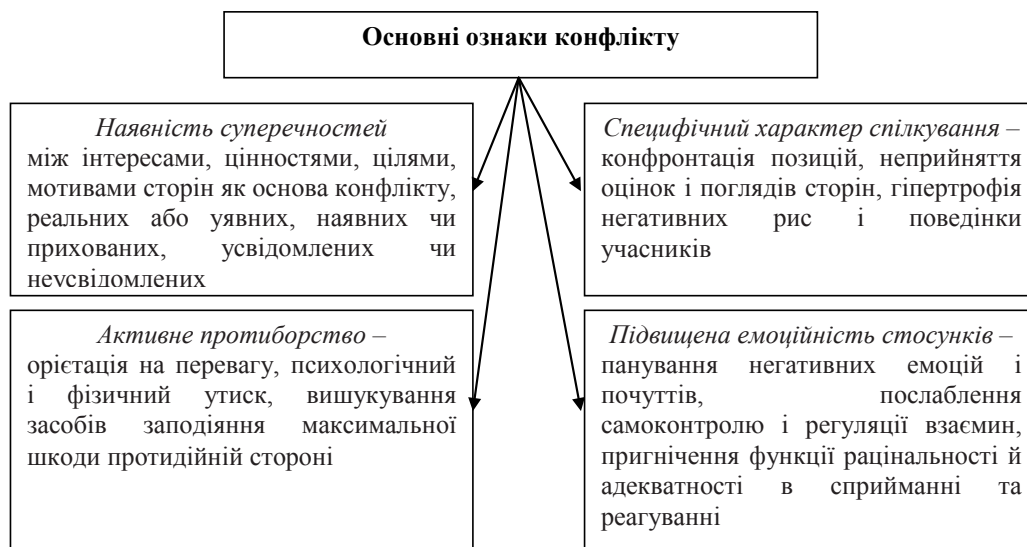 Основні ознаки конфлікту
Наявність суперечностей
між інтересами, цінностями, цілями,
мотивами сторін як основа конфлікту,
реальних або уявних, наявних чи
прихованих, усвідомлених чи
неусвідомлених
Специфічний характер спілкування –
конфронтація позицій, неприйняття
оцінок і поглядів сторін, гіпертрофія
негативних рис і поведінки
учасників
Активне протиборство –
орієтація на перевагу, психологічний
і фізичний утиск, вишукування
засобів заподіяння максимальної
шкоди протидійній стороні
Підвищена емоційність стосунків –
панування негативних емоцій і
почуттів, послаблення
самоконтролю і регуляції взаємин,
пригнічення функції рацінальності й
адекватності в сприйманні та
реагуванні